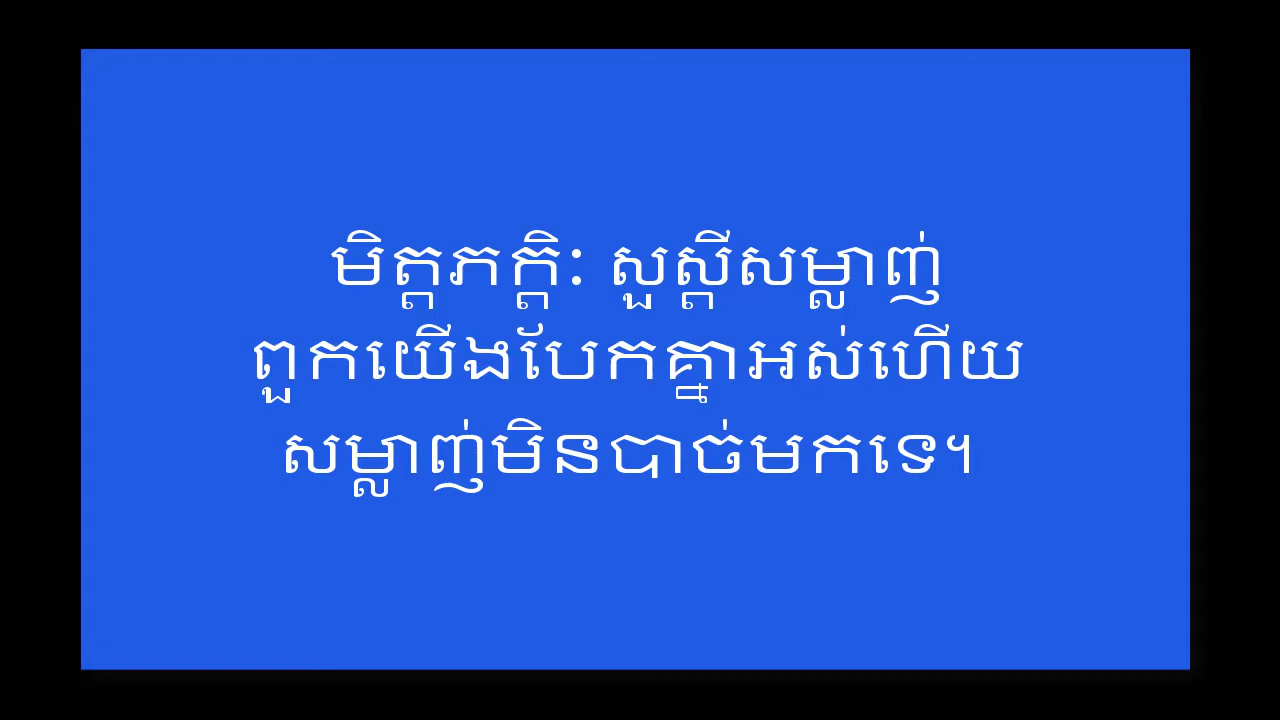 មិត្តភក្តិៈ សួស្តីសម្លាញ់
ពួកយើងបែកគ្នាអស់ហើយ
សម្លាញ់មិនបាច់មកទេ។